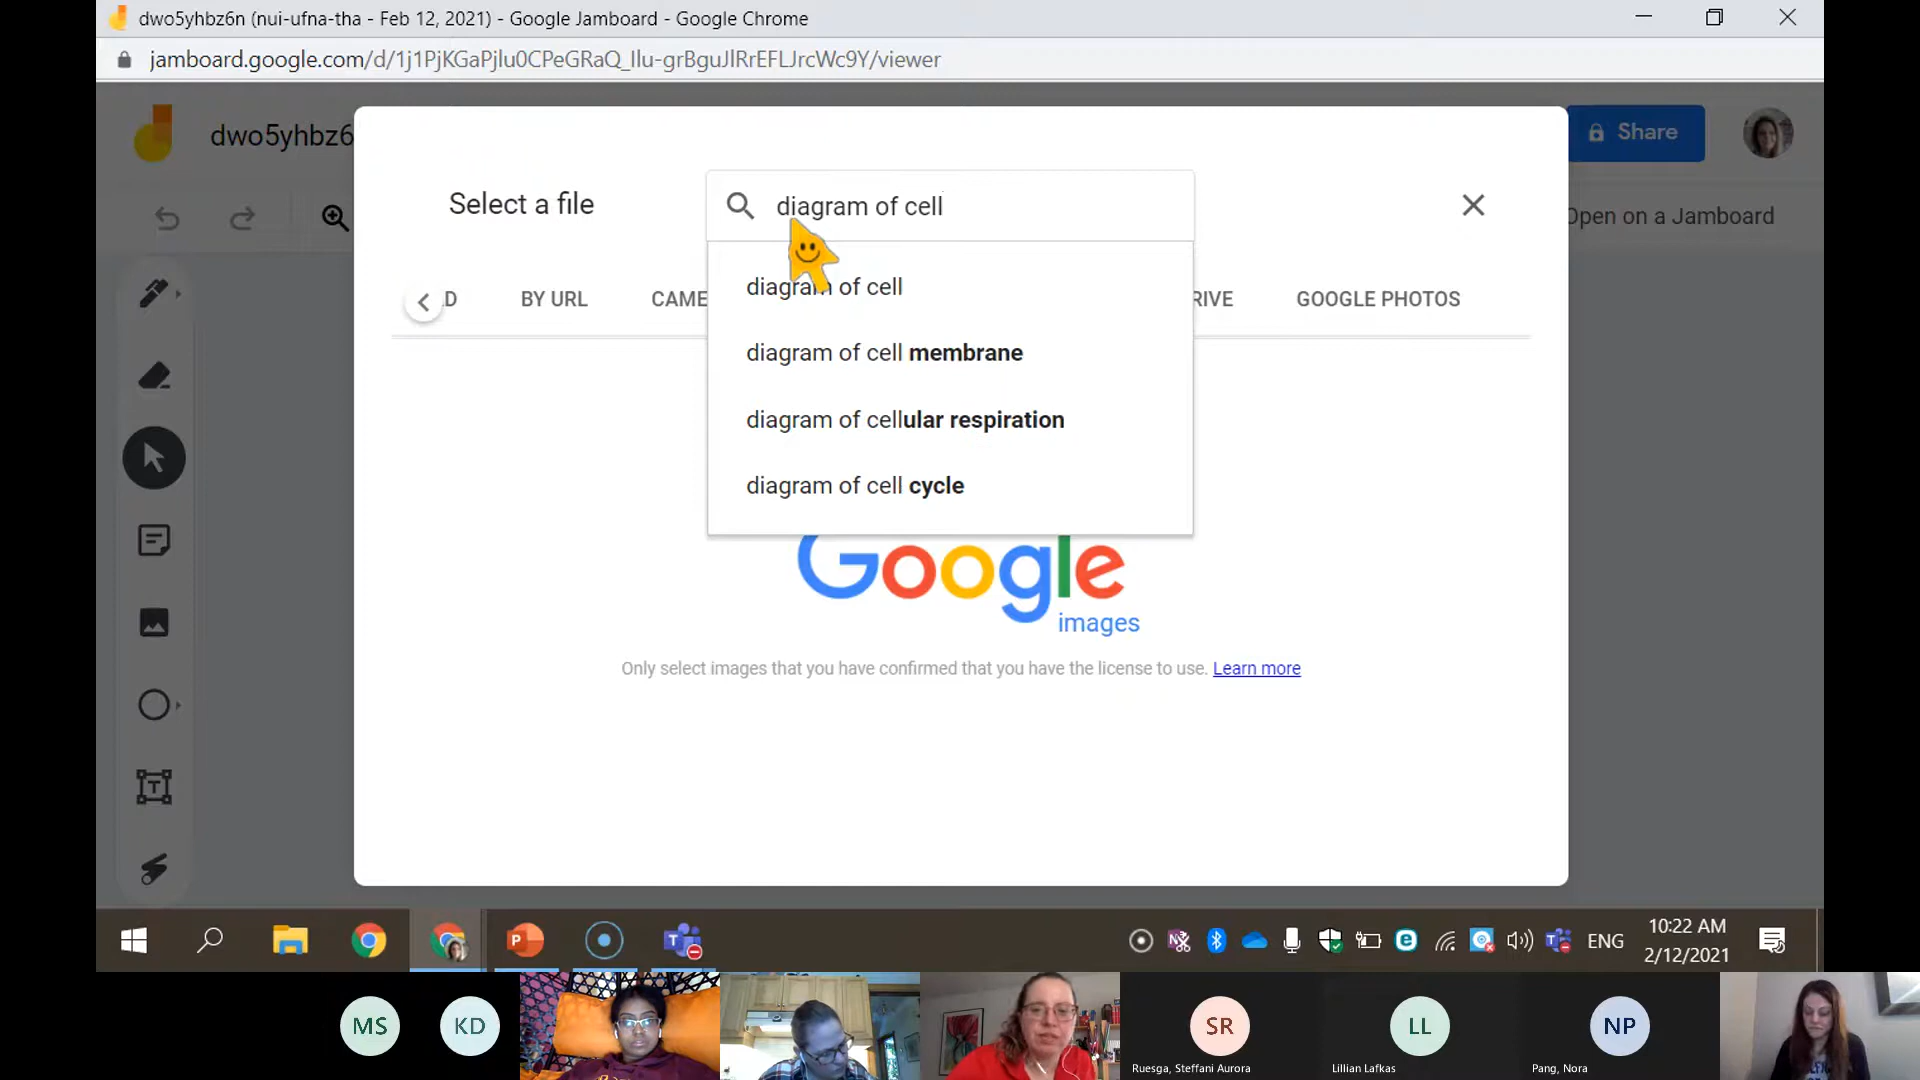 dwo5yhbz6n (nui-ufna-tha - Feb 12, 2021) - Google Jamboard - Google Chrome
jamboard.google.com/d/1j1PjKGaPjlu0CPeGRaQ_Ilu-grBguJlRrEFLJrcWc9Y/viewer
dwo5yhbz6
Select a file
diagram of cell
Share
Open on a Jamboard
D
BY URL
CAME
RIVE
GOOGLE PHOTOS
diagram of cell
diagram of cell membrane
diagram of cellular respiration
diagram of cell cycle
Google
images
Only select images that you have confirmed that you have the license to use. Learn more
ENG
10:22 AM
2/12/2021
MS
KD
SR
LL
NP
Ruesga, Steffani Aurora
Lillian Lafkas
Pang, Nora